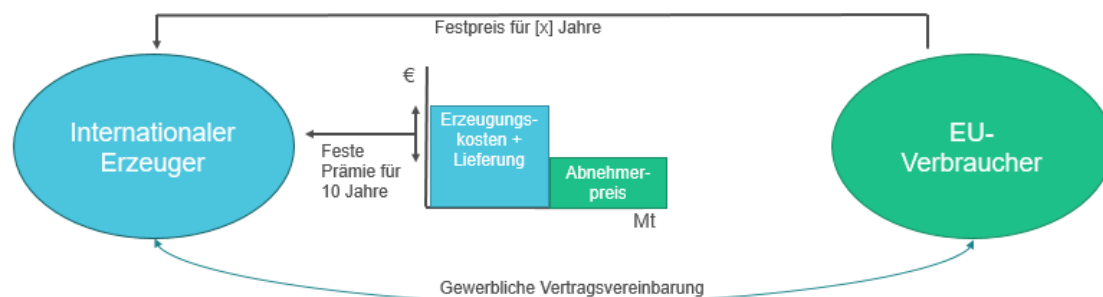 Festpreis für [x] Jahre
€
Internationaler
Erzeuger
Feste
Prämie für
10 Jahre
Erzeugungs-
kosten +
Lieferung
Abnehmer-
preis
Mt
EU-
Verbraucher
Gewerbliche Vertragsvereinbarung